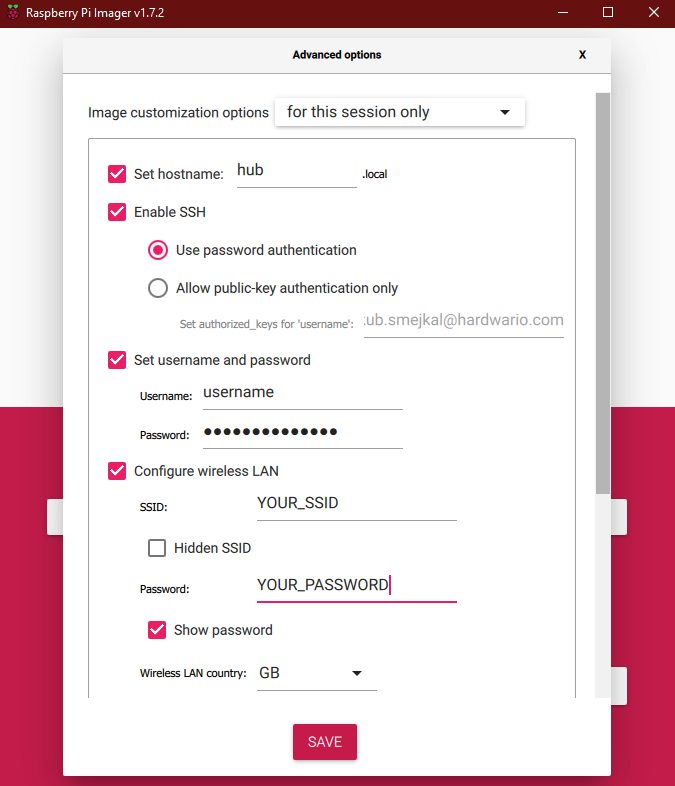 Raspberry Pi Imager v1.7.2
Advanced options X
Image customization options for this session only
Set hostname: hub .local
Enable SSH
Use password authentication
Allow public-key authentication only
Set authorized_keys for 'username': ub.smejkal@hardwario.com
Set username and password
Username: username
Password: ●●●●●●●●●●●●●●
Configure wireless LAN
SSID: YOUR_SSID
Hidden SSID
Password: YOUR_PASSWORD
Show password
Wireless LAN country: GB
SAVE